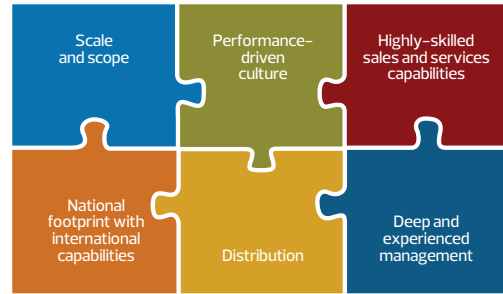 Scale
and scope
Performance-
driven
culture
Highly-skilled
sales and services
capabilities
National
footprint with
international
capabilities
Distribution
Deep and
experienced
management